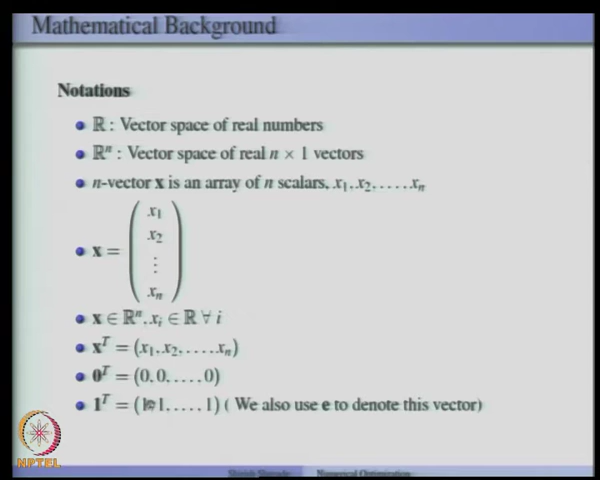 Mathematical Background
Notations
ℝ : Vector space of real numbers
ℝⁿ : Vector space of real n × 1 vectors
n-vector x is an array of n scalars, x₁, x₂, . . . , xₙ
x = ( x₁ x₂ ⋮ xₙ )
x ∈ ℝⁿ, xᵢ ∈ ℝ ∀ i
xᵀ = (x₁, x₂, . . . , xₙ)
0ᵀ = (0, 0, . . . , 0)
1ᵀ = (1, 1, . . . , 1) ( We also use e to denote this vector)
NPTEL
Numerical Optimization